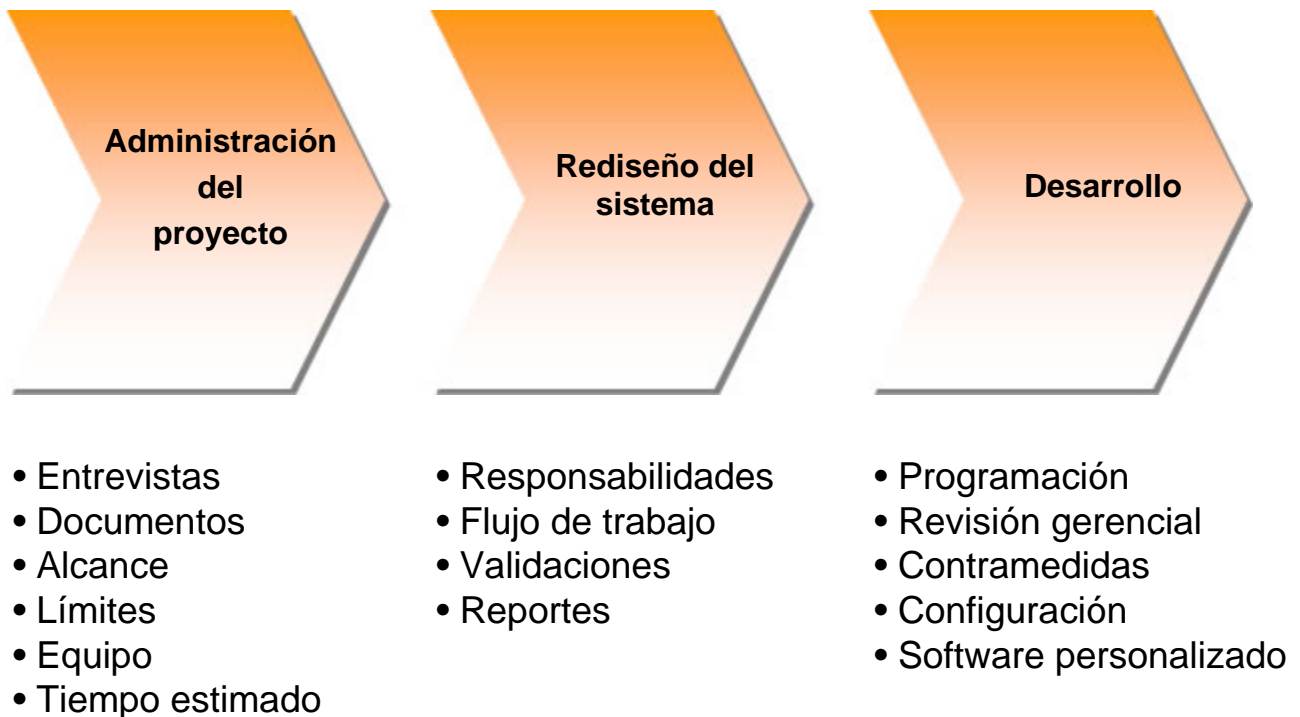 Administración
del
proyecto
Rediseño del
sistema
Desarrollo
• Entrevistas
• Documentos
• Alcance
• Límites
• Equipo
• Tiempo estimado
• Responsabilidades
• Flujo de trabajo
• Validaciones
• Reportes
• Programación
• Revisión gerencial
• Contramedidas
• Configuración
• Software personalizado